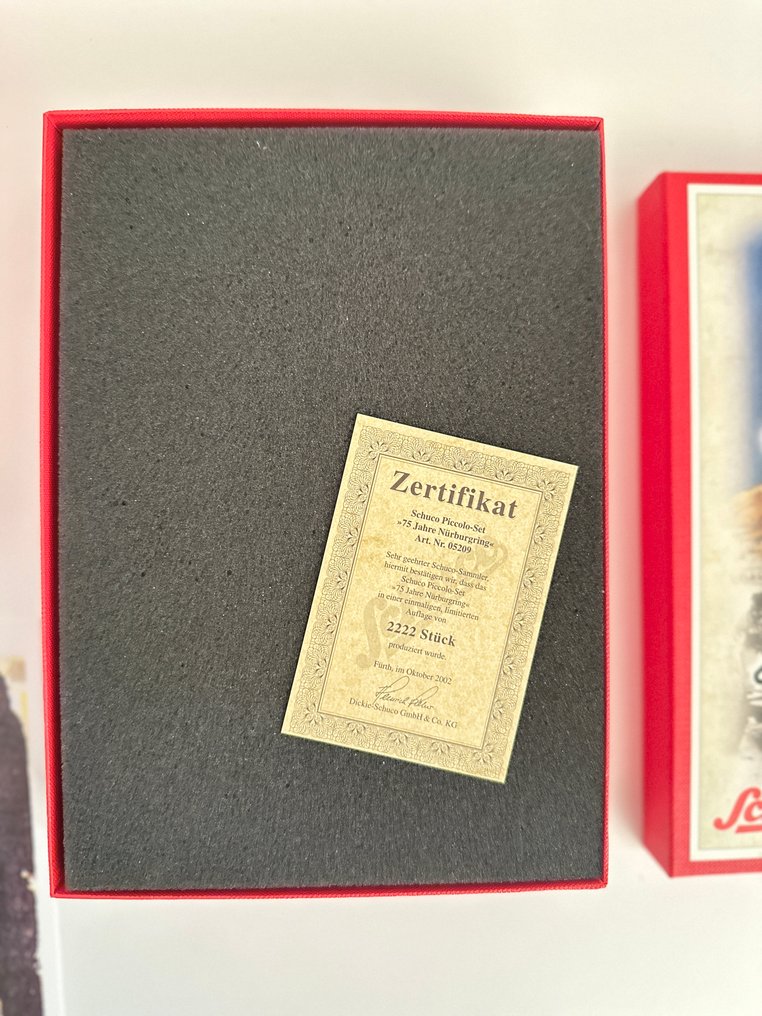 Zertifikat
Schuco Piccolo-Set
»75 Jahre Nürburgring«
Art. Nr. 05209
Sehr geehrter Schuco-Sammler,
hiermit bestätigen wir, dass das
Schuco Piccolo-Set
»75 Jahre Nürburgring«
in einer einmaligen, limitierten
Auflage von
2222 Stück
produziert wurde.
Fürth, im Oktober 2002
Dickie-Schuco GmbH & Co. KG
Sc